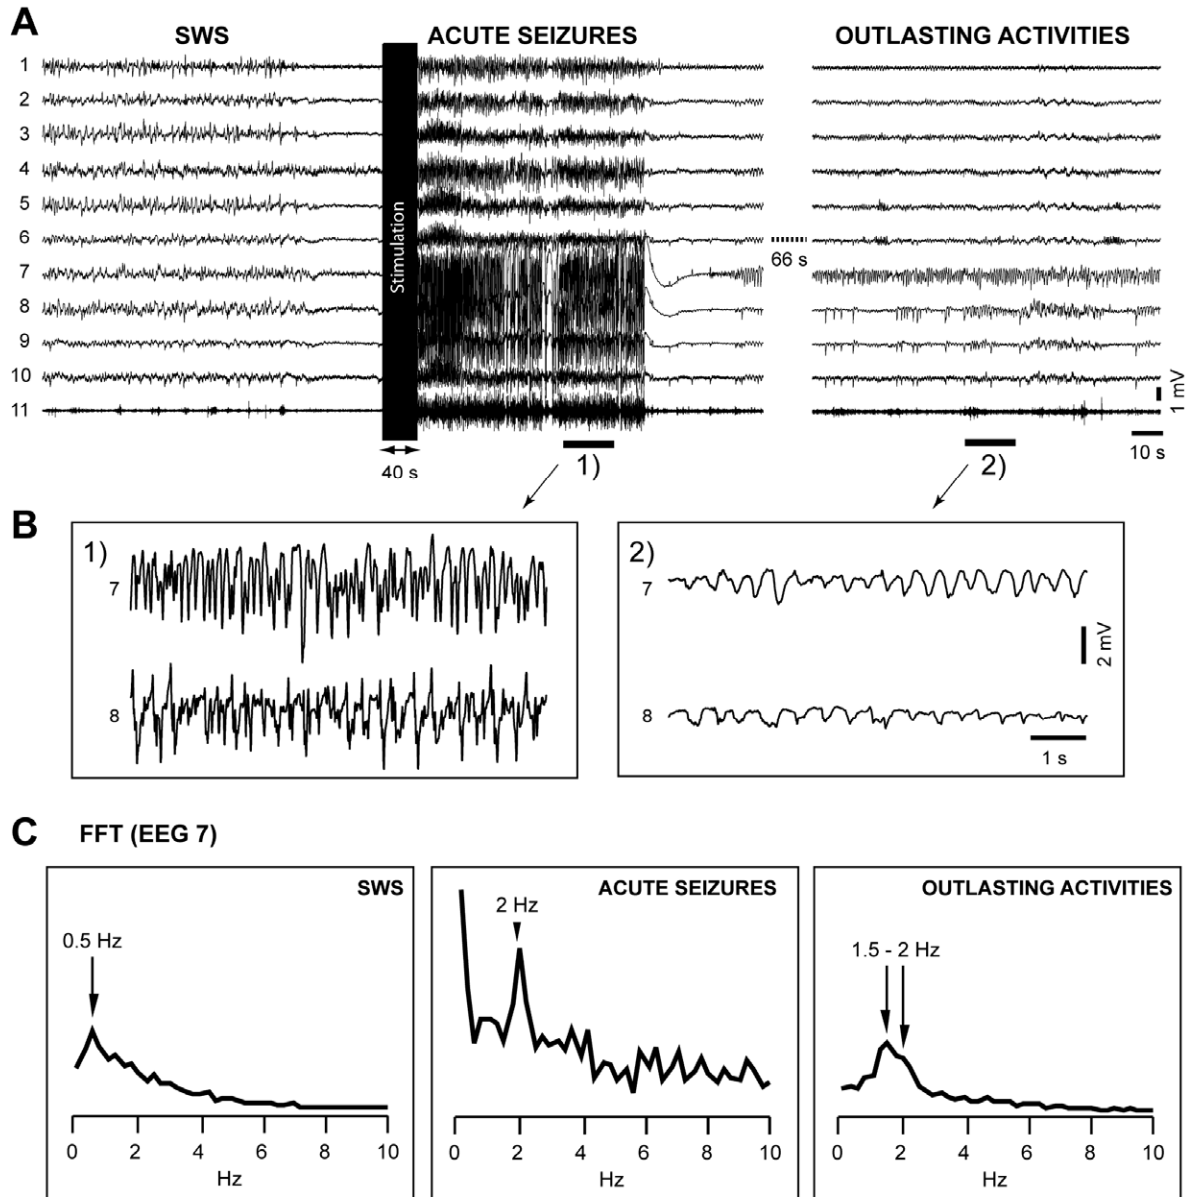 A
SWS
ACUTE SEIZURES
OUTLASTING ACTIVITIES
1
2
3
4
5
6
7
8
9
10
11
Stimulation
66 s
1 mV
40 s
1)
2)
10 s
B
1)
7
8
2)
7
8
2 mV
1 s
C FFT (EEG 7)
SWS
0.5 Hz
0 2 4 6 8 10
Hz
ACUTE SEIZURES
2 Hz
0 2 4 6 8 10
Hz
OUTLASTING ACTIVITIES
1.5 - 2 Hz
0 2 4 6 8 10
Hz